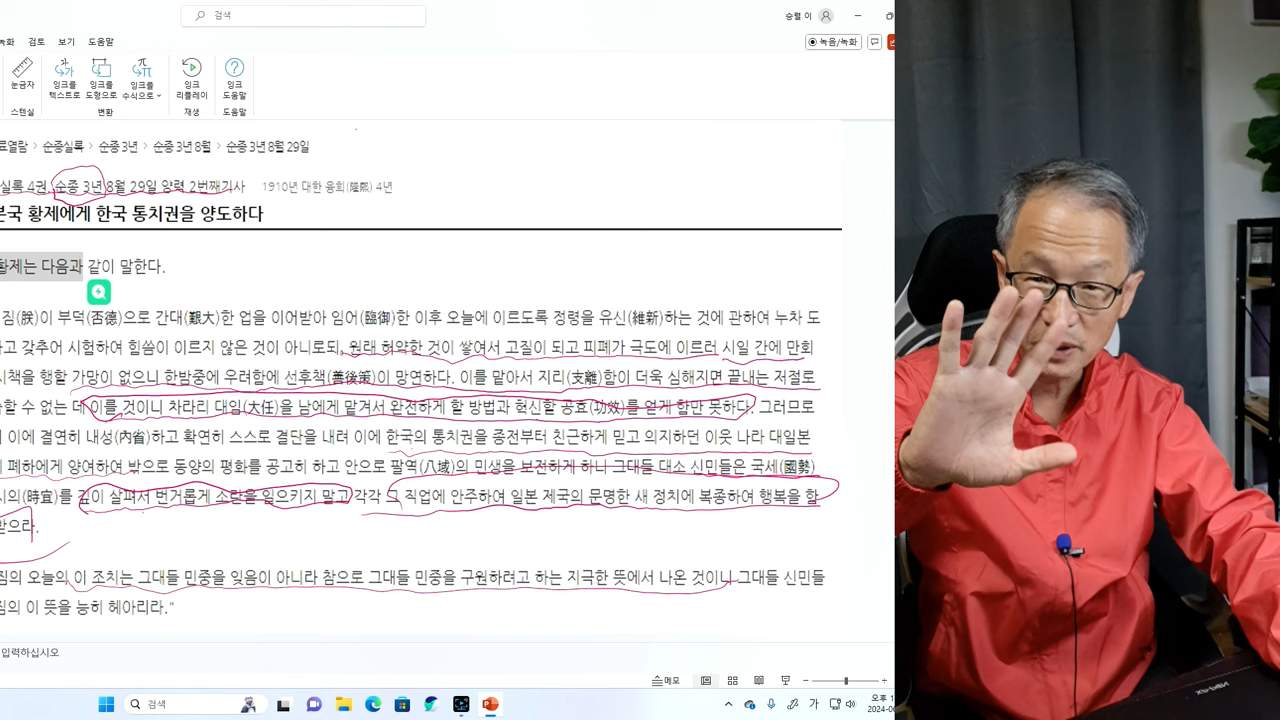 검색
승렬 이
녹화 검토 보기 도움말
녹음/녹화
눈금자
잉크를 텍스트로
잉크를 도형으로
잉크를 수식으로
잉크 리플레이
잉크 도움말
스텐실 변환 재생 도움말
료열람 > 순종실록 > 순종 3년 > 순종 3년 8월 > 순종 3년 8월 29일
실록 4권, 순종 3년 8월 29일 양력 2번째기사 1910년 대한 융희(隆熙) 4년
본국 황제에게 한국 통치권을 양도하다
황제는 다음과 같이 말한다.
짐(朕)이 부덕(否德)으로 간대(艱大)한 업을 이어받아 임어(臨御)한 이후 오늘에 이르도록 정령을 유신(維新)하는 것에 관하여 누차 도
하고 갖추어 시험하여 힘씀이 이르지 않은 것이 아니로되, 원래 허약한 것이 쌓여서 고질이 되고 피폐가 극도에 이르러 시일 간에 만회
시책을 행할 가망이 없으니 한밤중에 우려함에 선후책(善後策)이 망연하다. 이를 맡아서 지리(支離)함이 더욱 심해지면 끝내는 저절로
할 수 없는 데 이를 것이니 차라리 대임(大任)을 남에게 맡겨서 완전하게 할 방법과 혁신할 공효(功效)를 얻게 함만 못하다. 그러므로
이 이에 결연히 내성(內省)하고 확연히 스스로 결단을 내려 이에 한국의 통치권을 종전부터 친근하게 믿고 의지하던 이웃 나라 대일본
폐하에게 양여하여 밖으로 동양의 평화를 공고히 하고 안으로 팔역(八域)의 민생을 보전하게 하니 그대들 대소 신민들은 국세(國勢)
시의(時宜)를 깊이 살펴서 번거롭게 소란을 일으키지 말고 각각 그 직업에 안주하여 일본 제국의 문명한 새 정치에 복종하여 행복을 함
받으라.
짐의 오늘의 이 조치는 그대들 민중을 잊음이 아니라 참으로 그대들 민중을 구원하려고 하는 지극한 뜻에서 나온 것이니 그대들 신민들
짐의 이 뜻을 능히 헤아리라."
입력하십시오
메모
검색
가
오후 1